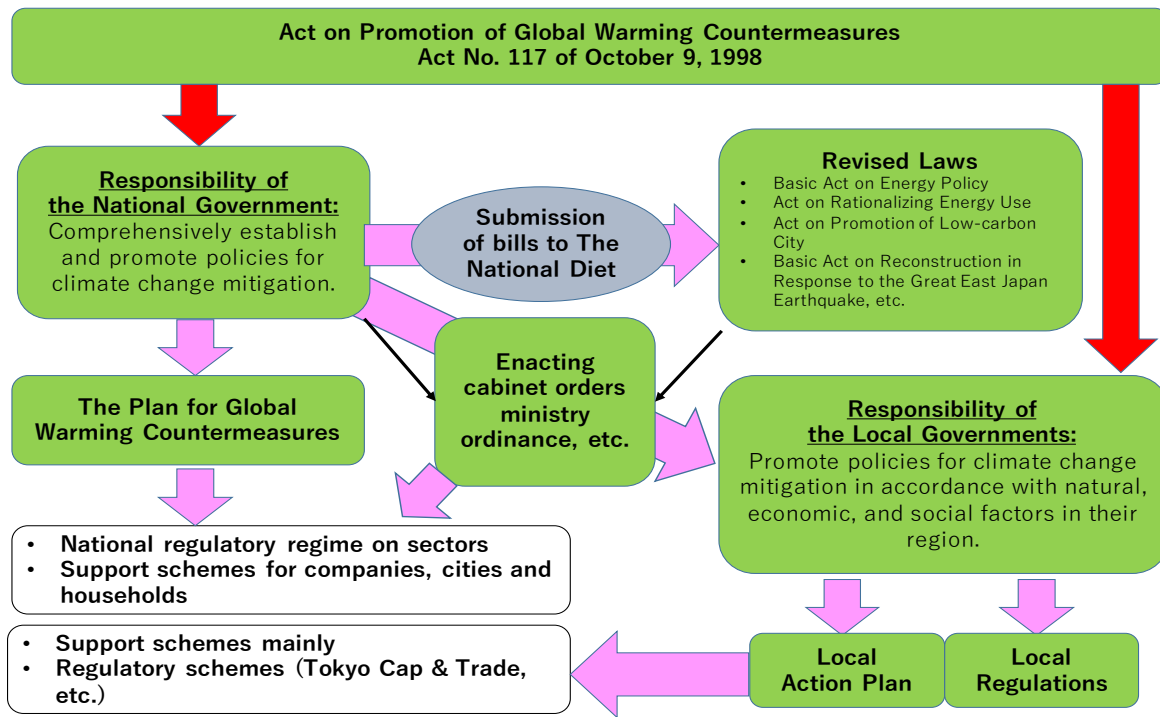 Act on Promotion of Global Warming Countermeasures
Act No. 117 of October 9, 1998
Responsibility of
the National Government:
Comprehensively establish
and promote policies for
climate change mitigation.
Submission
of bills to The
National Diet
Revised Laws
• Basic Act on Energy Policy
• Act on Rationalizing Energy Use
• Act on Promotion of Low-carbon
City
• Basic Act on Reconstruction in
Response to the Great East Japan
Earthquake, etc.
Enacting
cabinet orders
ministry
ordinance, etc.
The Plan for Global
Warming Countermeasures
Responsibility of
the Local Governments:
Promote policies for climate change
mitigation in accordance with natural,
economic, and social factors in their
region.
• National regulatory regime on sectors
• Support schemes for companies, cities and
households
• Support schemes mainly
• Regulatory schemes (Tokyo Cap & Trade,
etc.)
Local
Action Plan
Local
Regulations